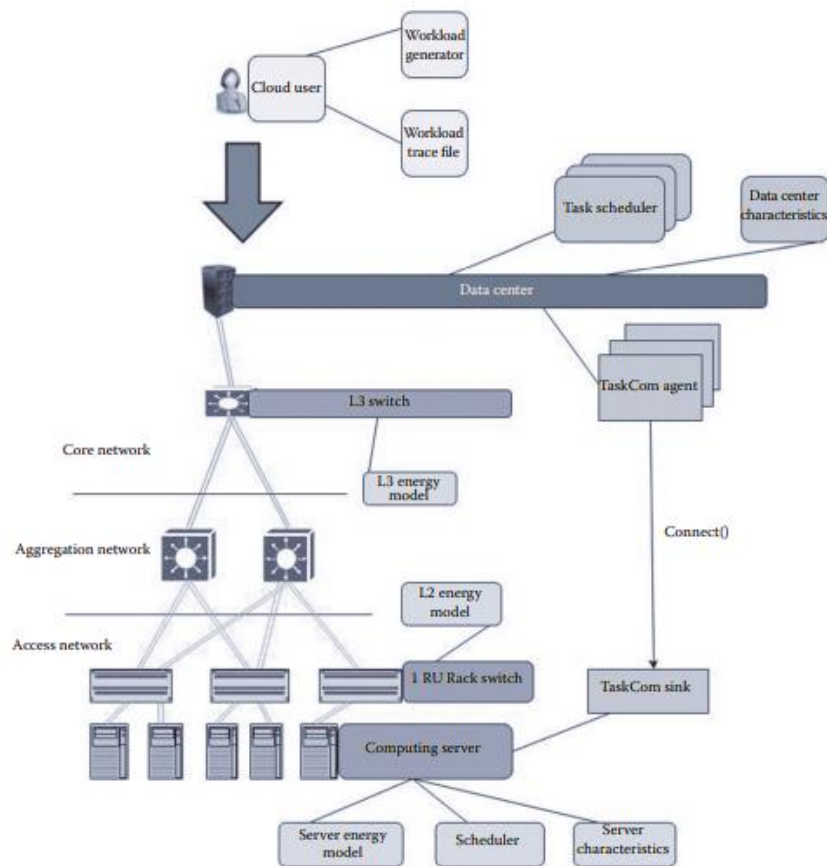 Workload
generator
Cloud user
Workload
trace file
Task scheduler
Data center
characteristics
Data center
TaskCom agent
L3 switch
Core network
L3 energy
model
Aggregation network
Connect()
L2 energy
model
Access network
1 RU Rack switch
TaskCom sink
Computing server
Server energy
model
Scheduler
Server
characteristics